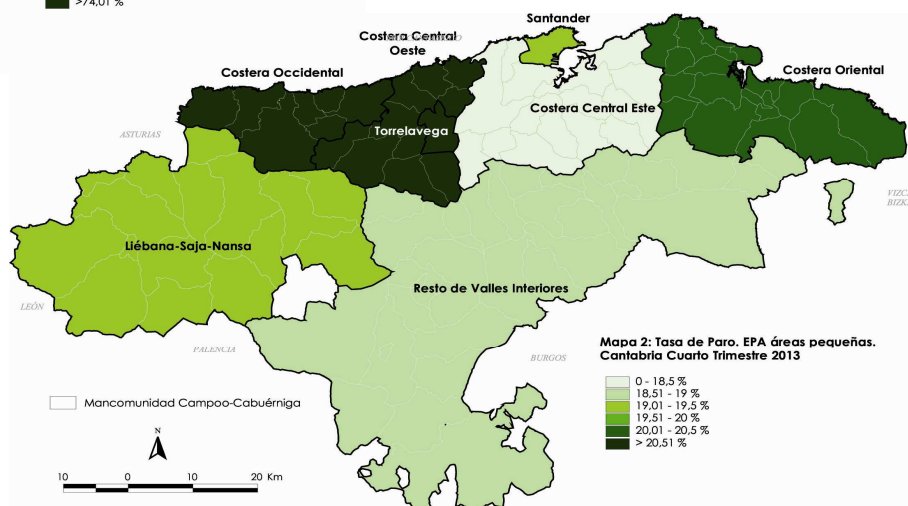 >74,01 %
Santander
Costera Central
Oeste
Costera Occidental
Costera Oriental
Costera Central Este
Torrelavega
ASTURIAS
VIZC
BIZK
Liébana-Saja-Nansa
Resto de Valles Interiores
LEÓN
PALENCIA
BURGOS
Mapa 2: Tasa de Paro. EPA áreas pequeñas.
Cantabria Cuarto Trimestre 2013
0 - 18,5 %
18,51 - 19 %
19,01 - 19,5 %
19,51 - 20 %
20,01 - 20,5 %
> 20,51 %
Mancomunidad Campoo-Cabuérniga
N
10 0 10 20 Km